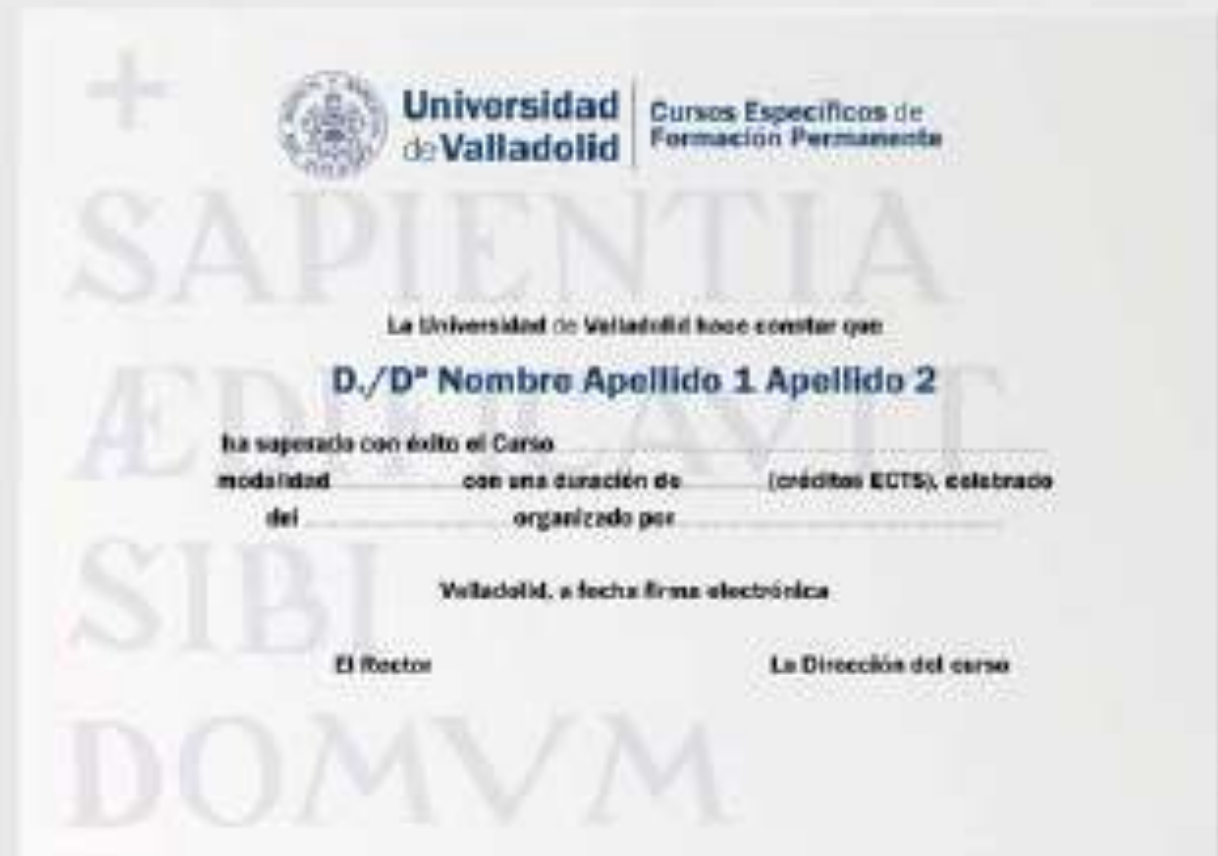 Universidad
de Valladolid
Cursos Específicos de
Formación Permanente
+
SAPIENTIA
La Universidad de Valladolid hace constar que
ÆDIFICAVIT
D./Dª Nombre Apellido 1 Apellido 2
ha superado con éxito el Curso
modalidad con una duración de (créditos ECTS), celebrado
del organizado por
SIBI
Valladolid, a fecha firma electrónica
El Rector La Dirección del curso
DOMVM